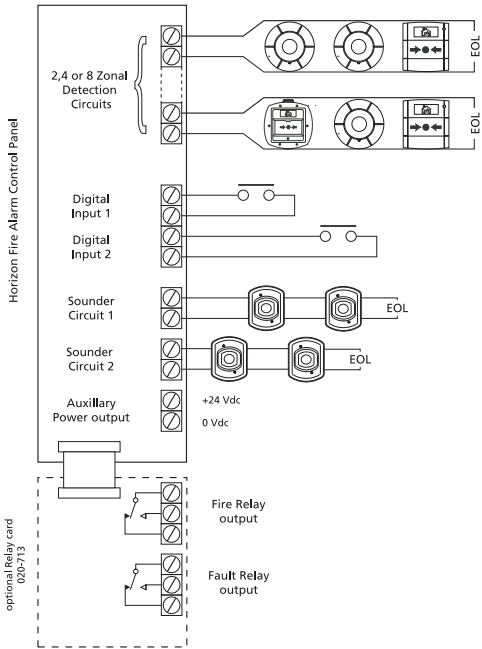 Horizon Fire Alarm Control Panel
2,4 or 8 Zonal
Detection
Circuits
EOL
EOL
Digital
Input 1
Digital
Input 2
Sounder
Circuit 1
EOL
Sounder
Circuit 2
EOL
Auxillary
Power output
+24 Vdc
0 Vdc
optional Relay card
020-713
Fire Relay
output
Fault Relay
output